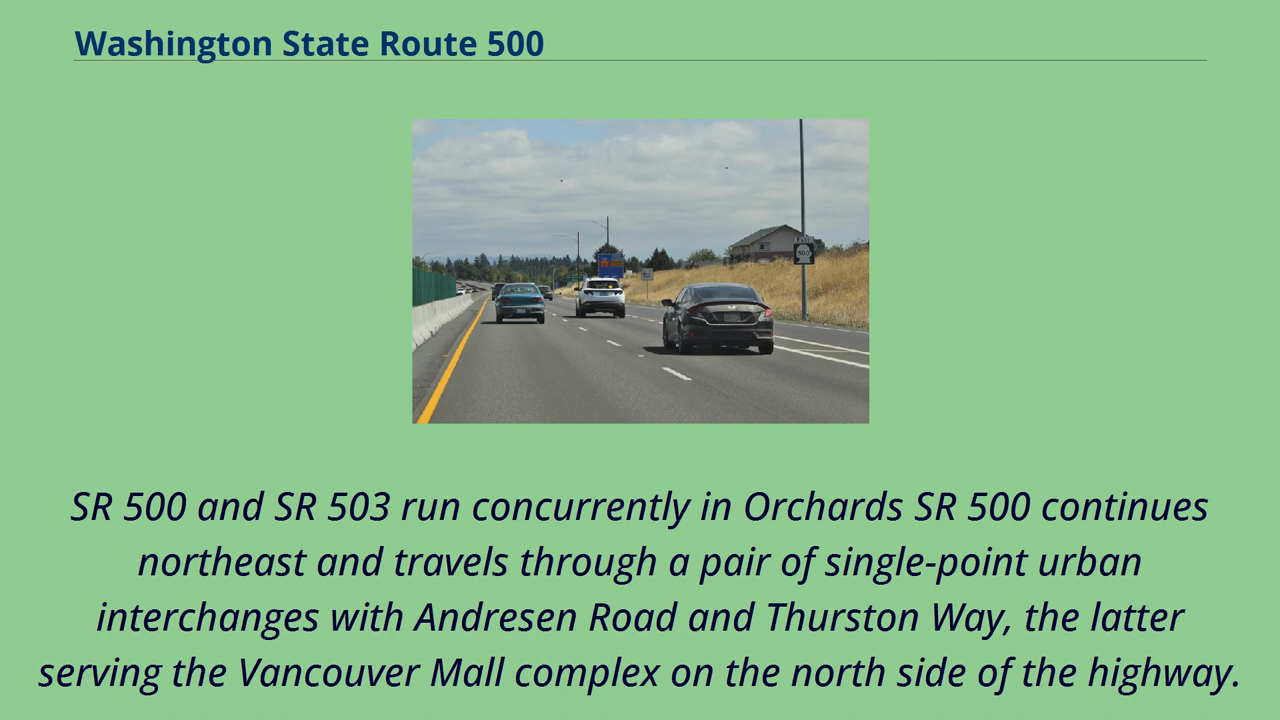 Washington State Route 500
EAST
500
SR 500 and SR 503 run concurrently in Orchards SR 500 continues
northeast and travels through a pair of single-point urban
interchanges with Andresen Road and Thurston Way, the latter
serving the Vancouver Mall complex on the north side of the highway.